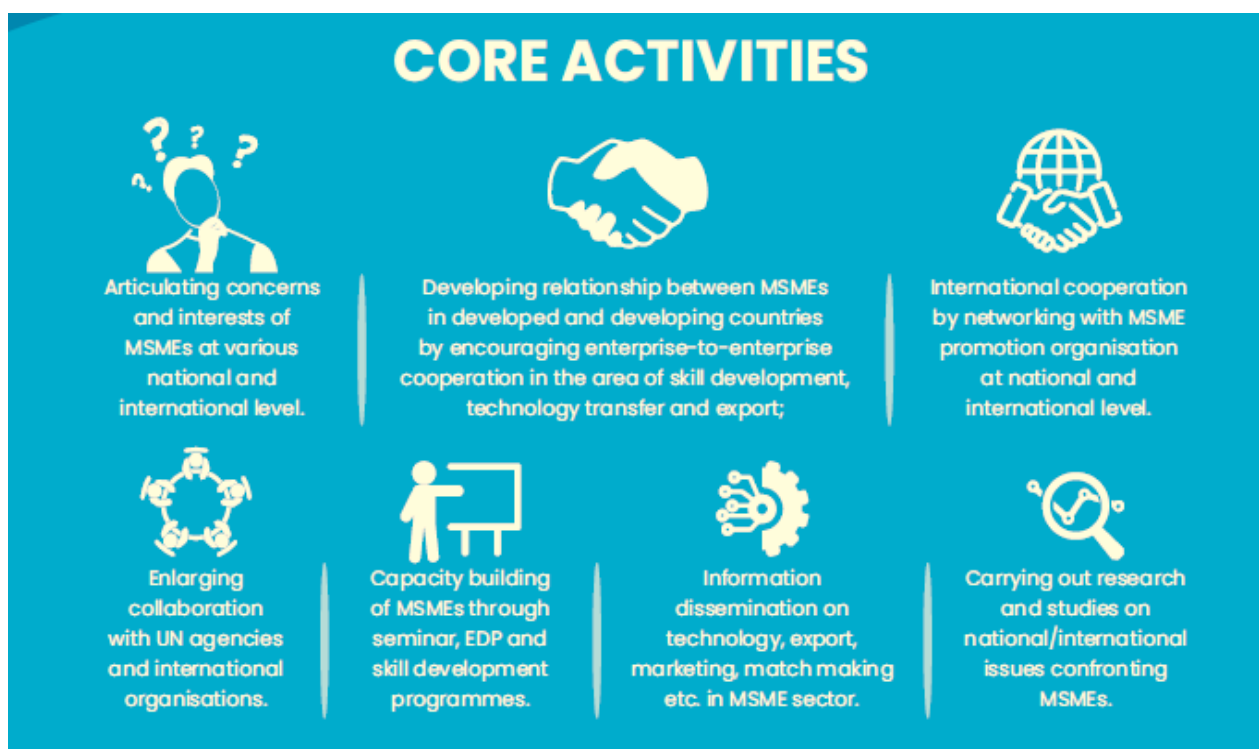 CORE ACTIVITIES
? ? ? ?
Articulating concerns
and interests of
MSMEs at various
national and
international level.
Developing relationship between MSMEs
in developed and developing countries
by encouraging enterprise-to-enterprise
cooperation in the area of skill development,
technology transfer and export;
International cooperation
by networking with MSME
promotion organisation
at national and
international level.
Enlarging
collaboration
with UN agencies
and international
organisations.
Capacity building
of MSMEs through
seminar, EDP and
skill development
programmes.
Information
dissemination on
technology, export,
marketing, match making
etc. in MSME sector.
Carrying out research
and studies on
national/international
issues confronting
MSMEs.